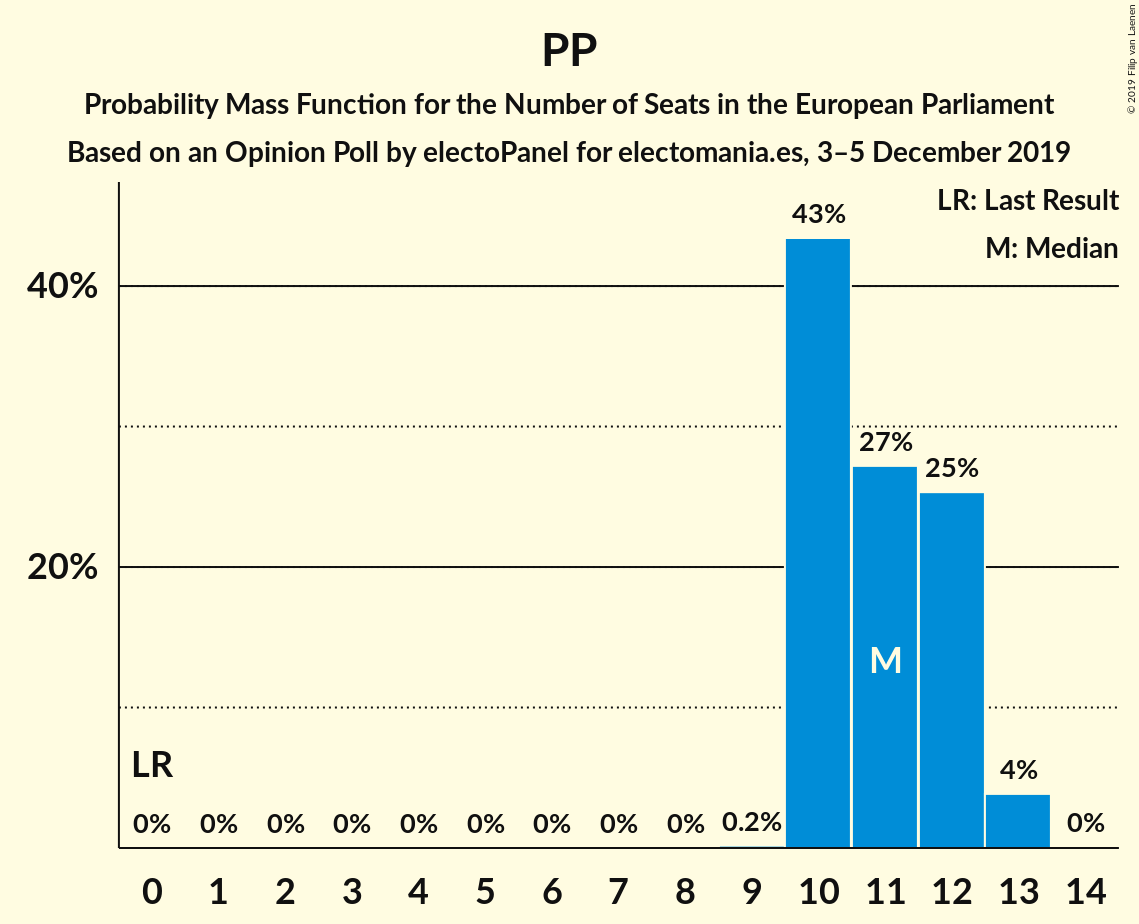 PP
Probability Mass Function for the Number of Seats in the European Parliament
Based on an Opinion Poll by electoPanel for electomania.es, 3–5 December 2019
© 2019 Filip van Laenen
LR: Last Result
M: Median
43%
40%
27%
25%
20%
M
LR
4%
0% 0% 0% 0% 0% 0% 0% 0% 0% 0.2% 0%
0 1 2 3 4 5 6 7 8 9 10 11 12 13 14